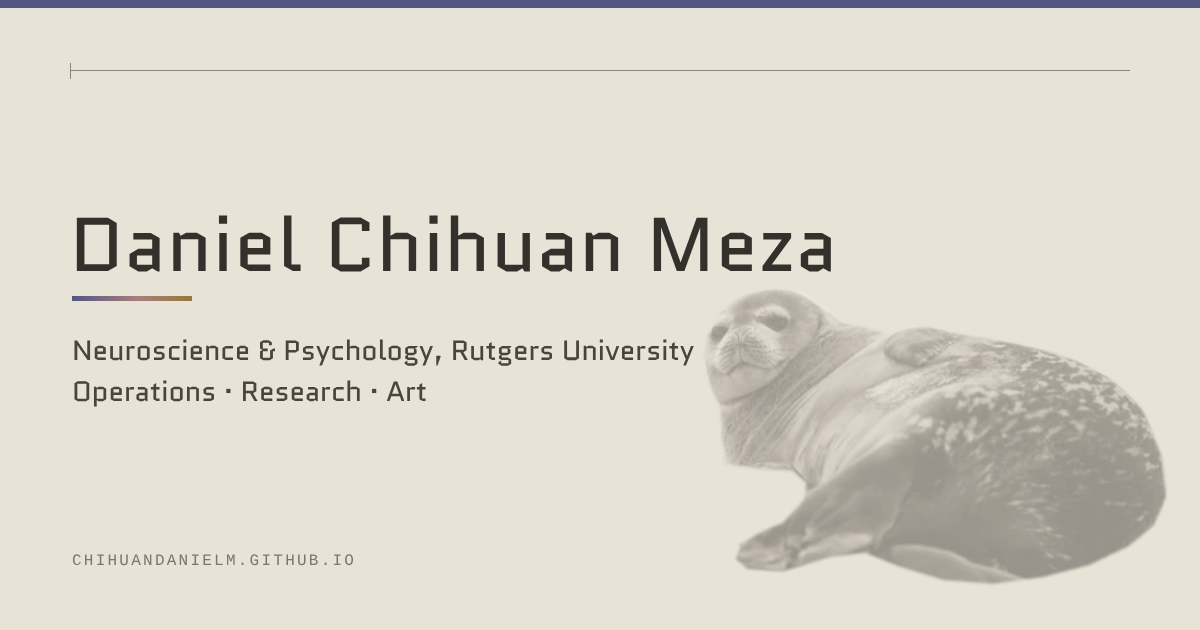 Daniel Chihuan Meza
Neuroscience & Psychology, Rutgers University
Operations · Research · Art
CHIHUANDANIELM.GITHUB.IO